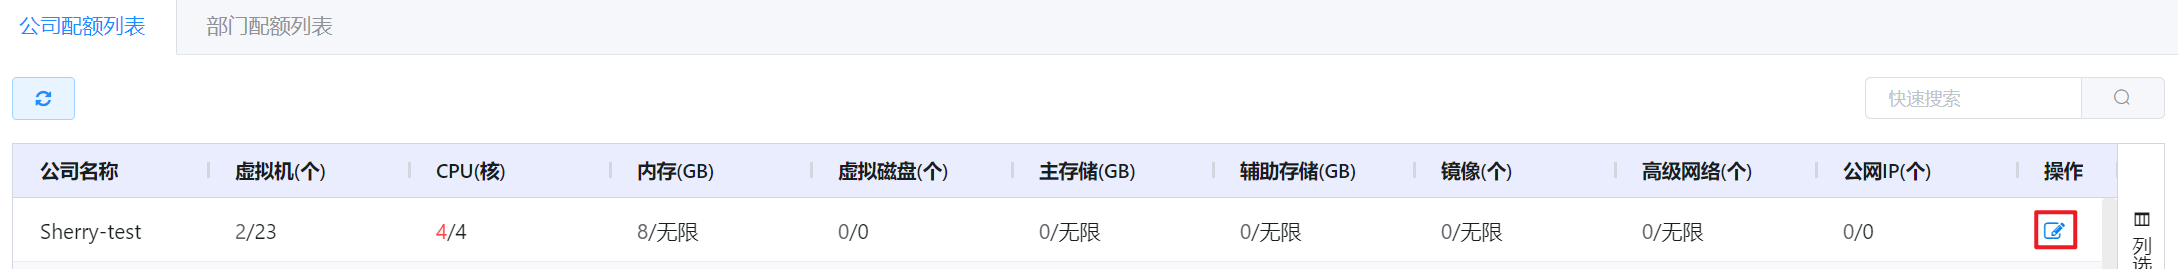 公司配额列表 部门配额列表
快速搜索
公司名称 虚拟机(个) CPU(核) 内存(GB) 虚拟磁盘(个) 主存储(GB) 辅助存储(GB) 镜像(个) 高级网络(个) 公网IP(个) 操作
Sherry-test 2/23 4/4 8/无限 0/0 0/无限 0/无限 0/无限 0/无限 0/0
列
选